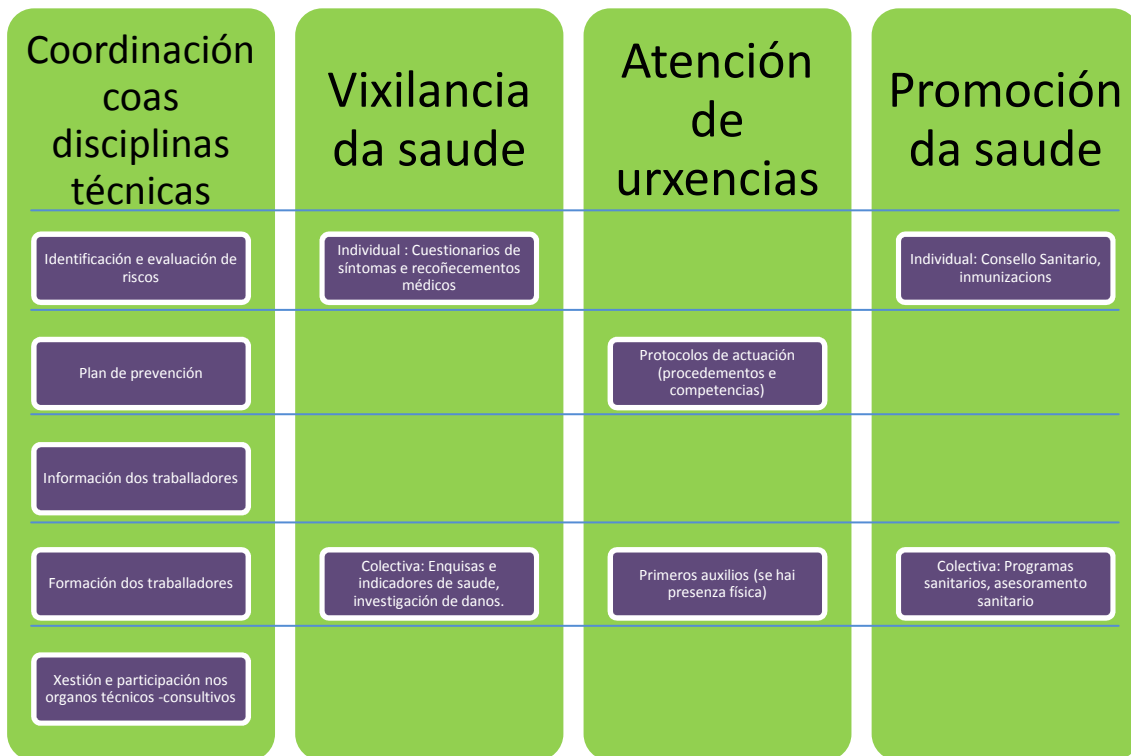 Coordinación
coas
disciplinas
técnicas
Identificación e evaluación de
riscos
Plan de prevención
Información dos traballadores
Formación dos traballadores
Xestión e participación nos
organos técnicos -consultivos
Vixilancia
da saude
Individual : Cuestionarios de
síntomas e recoñecementos
médicos
Colectiva: Enquisas e
indicadores de saude,
investigación de danos.
Atención
de
urxencias
Protocolos de actuación
(procedementos e
competencias)
Primeros auxilios (se hai
presenza física)
Promoción
da saude
Individual: Consello Sanitario,
inmunizacions
Colectiva: Programas
sanitarios, asesoramento
sanitario